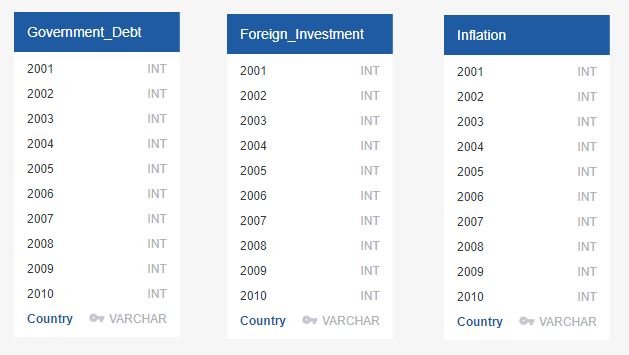 Government_Debt
2001 INT
2002 INT
2003 INT
2004 INT
2005 INT
2006 INT
2007 INT
2008 INT
2009 INT
2010 INT
Country VARCHAR
Foreign_Investment
2001 INT
2002 INT
2003 INT
2004 INT
2005 INT
2006 INT
2007 INT
2008 INT
2009 INT
2010 INT
Country VARCHAR
Inflation
2001 INT
2002 INT
2003 INT
2004 INT
2005 INT
2006 INT
2007 INT
2008 INT
2009 INT
2010 INT
Country VARCHAR